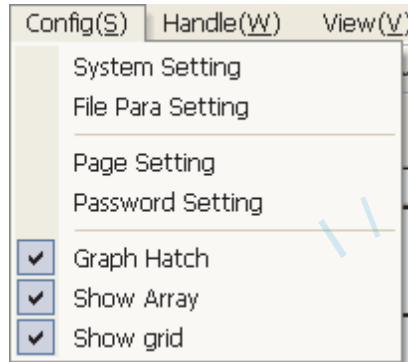 Config(S) Handle(W) View(V)
System Setting
File Para Setting
Page Setting
Password Setting
Graph Hatch
Show Array
Show grid